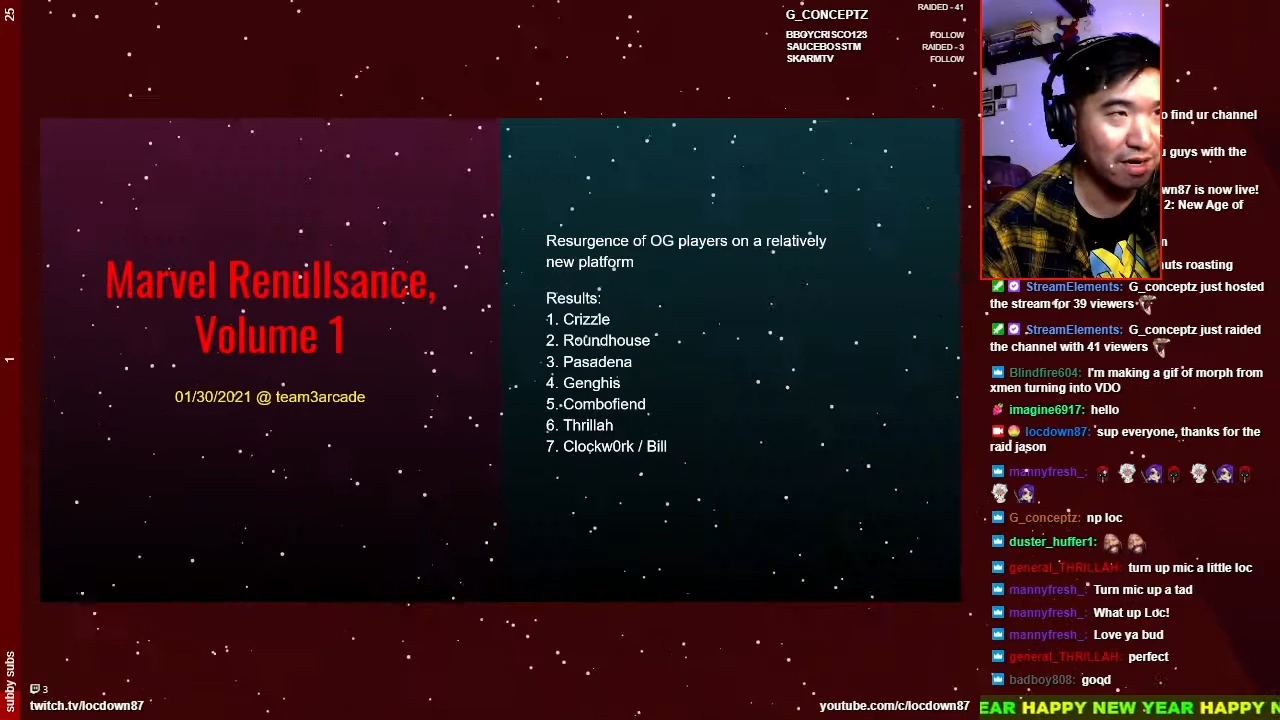 25
G_CONCEPTZ
RAIDED - 41
BBOYCRISCO123 FOLLOW
SAUCEBOSSTM RAIDED - 3
SKARMTV FOLLOW
Marvel Renullsance,
Volume 1
01/30/2021 @ team3arcade
Resurgence of OG players on a relatively
new platform
Results:
1. Crizzle
2. Roundhouse
3. Pasadena
4. Genghis
5. Combofiend
6. Thrillah
7. Clockw0rk / Bill
1
subby subs
3
twitch.tv/locdown87
youtube.com/c/locdown87
o find ur channel
u guys with the
wn87 is now live!
2: New Age of
uts roasting
StreamElements: G_conceptz just hosted
the stream for 39 viewers
StreamElements: G_conceptz just raided
the channel with 41 viewers
Blindfire604: I'm making a gif of morph from
xmen turning into VDO
imagine6917: hello
locdown87: 'sup everyone, thanks for the
raid jason
mannyfresh_:
G_conceptz: np loc
duster_huffer1:
general_THRILLAH: turn up mic a little loc
mannyfresh_: Turn mic up a tad
mannyfresh_: What up Loc!
mannyfresh_: Love ya bud
general_THRILLAH: perfect
badboy808: good
EAR HAPPY NEW YEAR HAPPY N